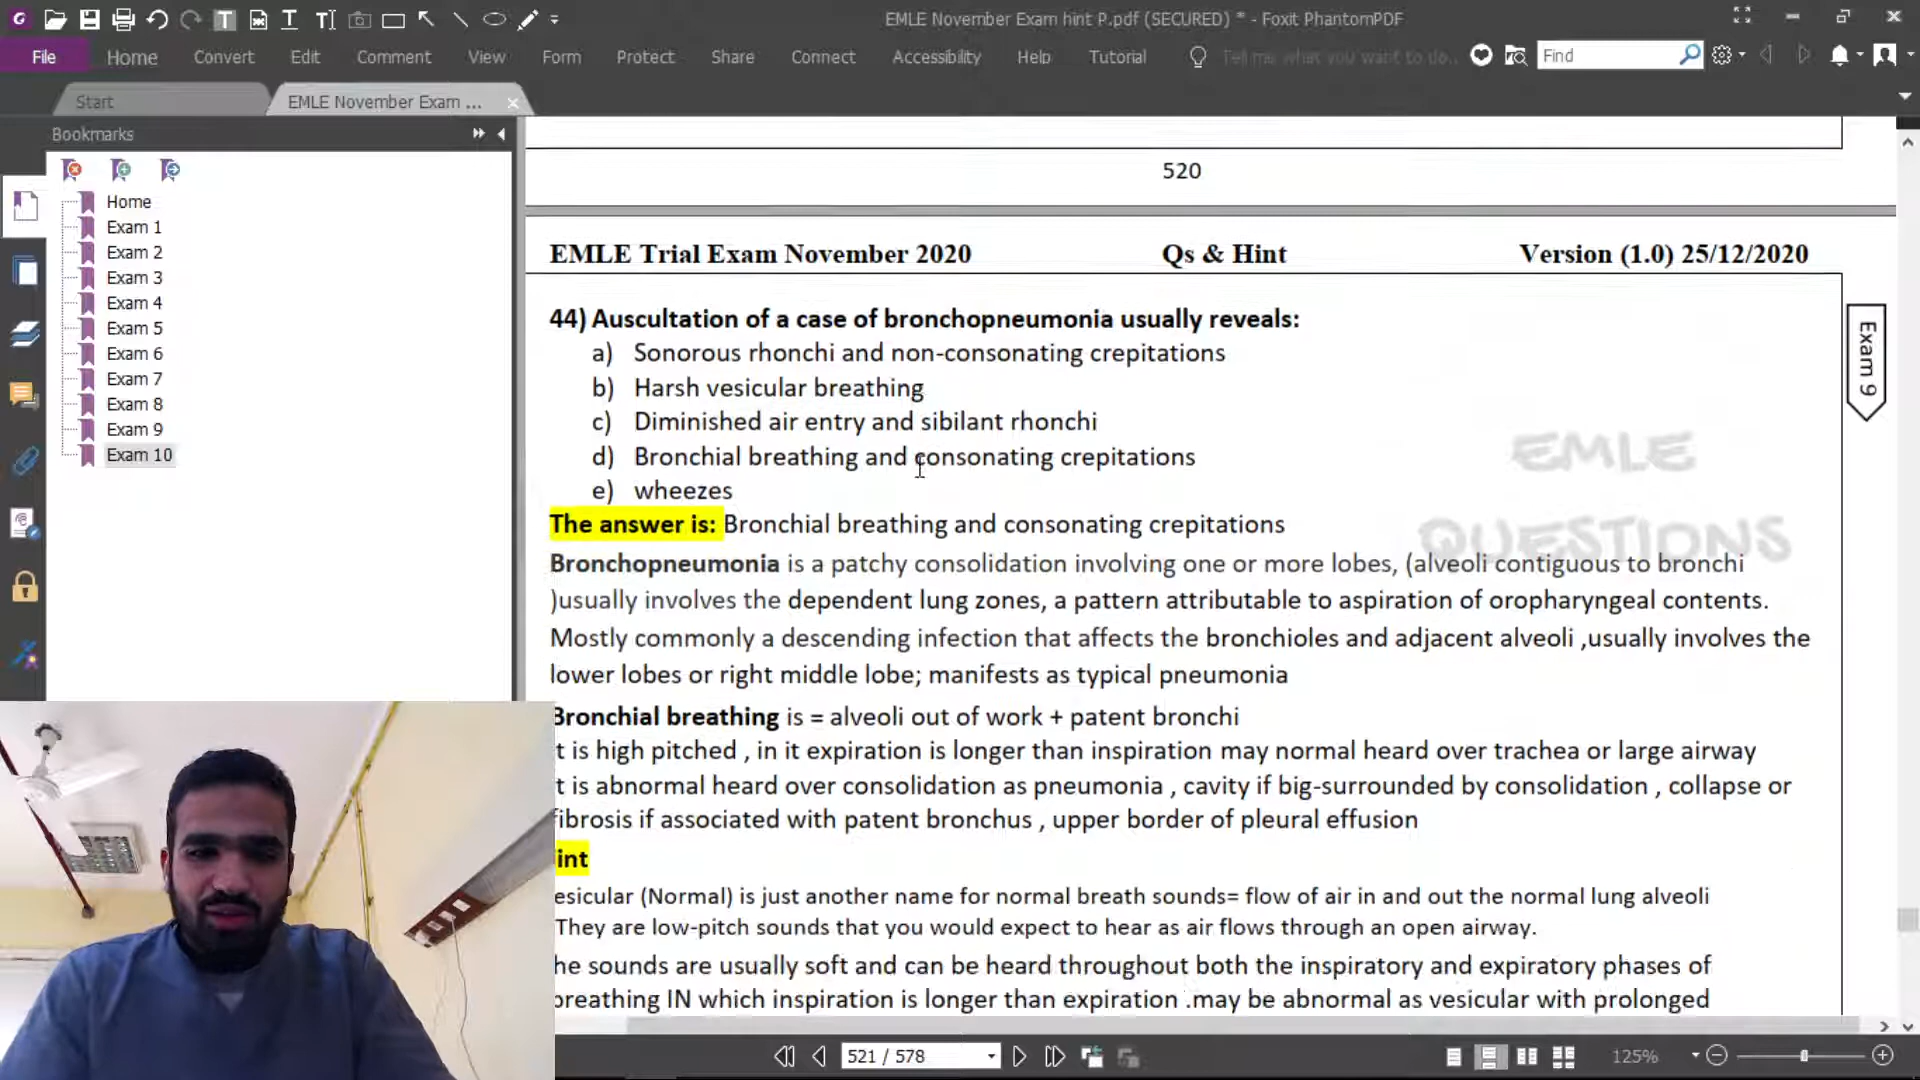 EMLE November Exam hint P.pdf (SECURED) * - Foxit PhantomPDF
File Home Convert Edit Comment View Form Protect Share Connect Accessibility Help Tutorial Tell me what you want to do.. Find
Start EMLE November Exam ...
Bookmarks
Home
Exam 1
Exam 2
Exam 3
Exam 4
Exam 5
Exam 6
Exam 7
Exam 8
Exam 9
Exam 10
520
EMLE Trial Exam November 2020 Qs & Hint Version (1.0) 25/12/2020
Exam 9
44) Auscultation of a case of bronchopneumonia usually reveals:
a) Sonorous rhonchi and non-consonating crepitations
b) Harsh vesicular breathing
c) Diminished air entry and sibilant rhonchi
d) Bronchial breathing and consonating crepitations
e) wheezes
EMLE
QUESTIONS
The answer is: Bronchial breathing and consonating crepitations
Bronchopneumonia is a patchy consolidation involving one or more lobes, (alveoli contiguous to bronchi
)usually involves the dependent lung zones, a pattern attributable to aspiration of oropharyngeal contents.
Mostly commonly a descending infection that affects the bronchioles and adjacent alveoli ,usually involves the
lower lobes or right middle lobe; manifests as typical pneumonia
Bronchial breathing is = alveoli out of work + patent bronchi
t is high pitched , in it expiration is longer than inspiration may normal heard over trachea or large airway
t is abnormal heard over consolidation as pneumonia , cavity if big-surrounded by consolidation , collapse or
fibrosis if associated with patent bronchus , upper border of pleural effusion
int
esicular (Normal) is just another name for normal breath sounds= flow of air in and out the normal lung alveoli
They are low-pitch sounds that you would expect to hear as air flows through an open airway.
he sounds are usually soft and can be heard throughout both the inspiratory and expiratory phases of
breathing IN which inspiration is longer than expiration .may be abnormal as vesicular with prolonged
521 / 578 125%